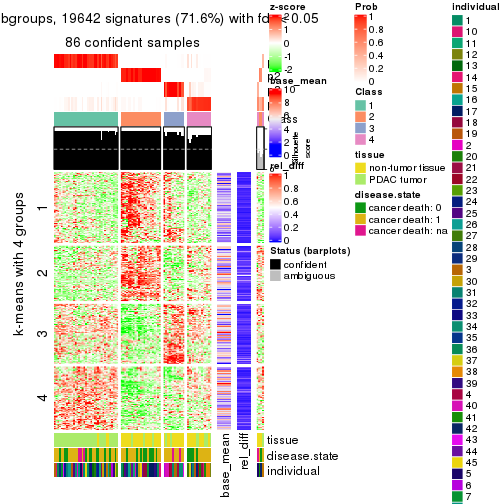 bgroups, 19642 signatures (71.6%) with fdr < 0.05
86 confident samples
k-means with 4 groups
1
2
3
4
base_mean
rel_diff
tissue
disease.state
individual
z-score
2
1
0
-1
-2
base_mean
10
8
6
4
2
0
rel_diff
1
0.8
0.6
0.4
0.2
0
Silhouette
score
Status (barplots)
confident
ambiguous
Prob
1
0.8
0.6
0.4
0.2
0
Class
1
2
3
4
tissue
non-tumor tissue
PDAC tumor
disease.state
cancer death: 0
cancer death: 1
cancer death: na
individual
1
10
11
12
13
14
15
16
17
18
19
2
20
21
22
23
24
25
26
27
28
29
3
30
31
32
33
34
35
36
37
38
39
4
40
41
42
43
44
45
5
6
7